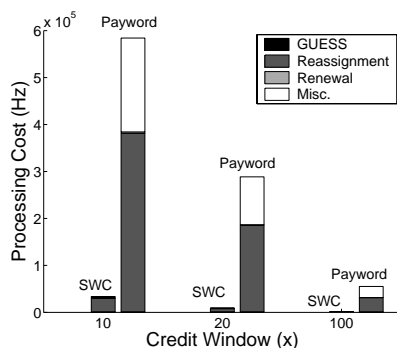 x 10^5
6
5
4
3
2
1
0
Processing Cost (Hz)
GUESS
Reassignment
Renewal
Misc.
Payword
SWC
Payword
SWC
Payword
SWC
10
20
100
Credit Window (x)